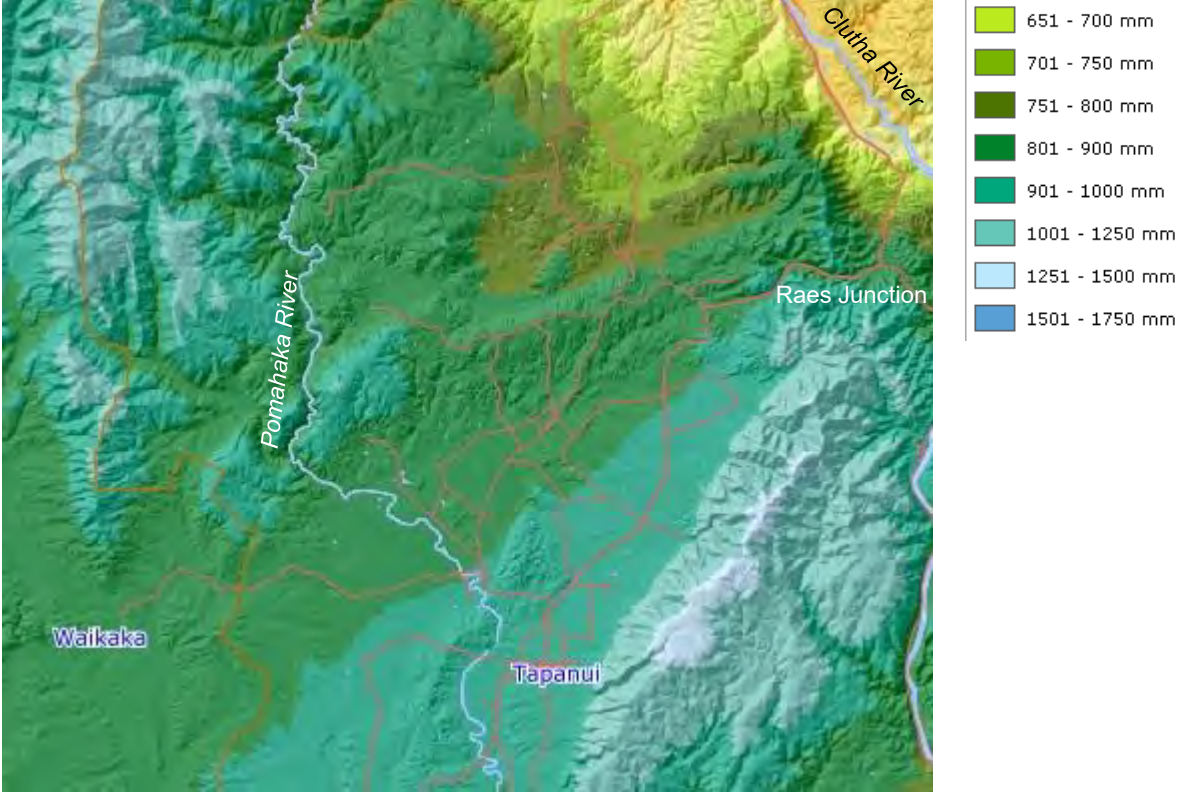 Clutha River
Pomahaka River
Raes Junction
Waikaka
Tapanui
651 - 700 mm
701 - 750 mm
751 - 800 mm
801 - 900 mm
901 - 1000 mm
1001 - 1250 mm
1251 - 1500 mm
1501 - 1750 mm